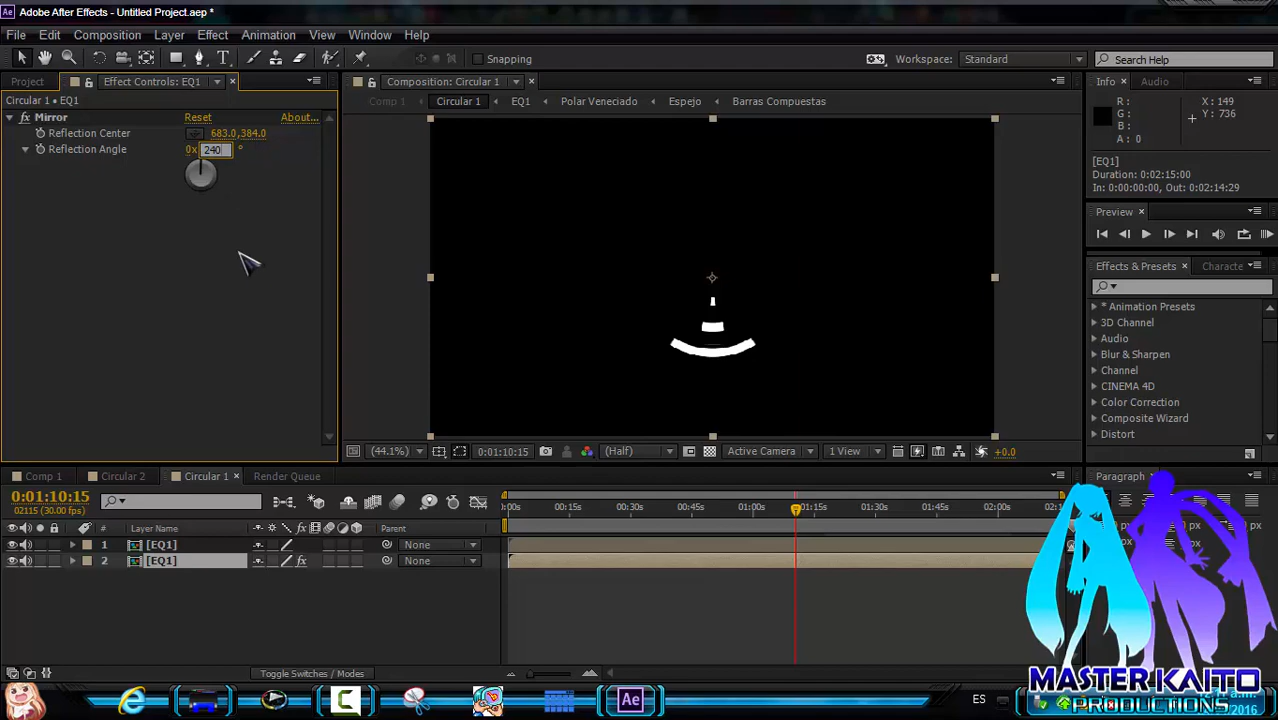 Adobe After Effects - Untitled Project.aep *
File Edit Composition Layer Effect Animation View Window Help
Snapping
Workspace: Standard
Search Help
Project
Effect Controls: EQ1
Composition: Circular 1
Info
Audio
Circular 1 • EQ1
Comp 1
Circular 1
EQ1
Polar Veneciado
Espejo
Barras Compuestas
fx Mirror
Reset
About...
Reflection Center
683.0,384.0
Reflection Angle
0x 240 °
R :
G :
B :
A : 0
X : 149
Y : 736
[EQ1]
Duration: 0:02:15:00
In: 0:00:00:00, Out: 0:02:14:29
Preview
Effects & Presets
Characte
* Animation Presets
3D Channel
Audio
Blur & Sharpen
Channel
CINEMA 4D
Color Correction
Composite Wizard
Distort
(44.1%)
0:01:10:15
(Half)
Active Camera
1 View
+0.0
Comp 1
Circular 2
Circular 1
Render Queue
Paragraph
0:01:10:15
02115 (30.00 fps)
:00s 00:15s 00:30s 00:45s 01:00s 01:15s 01:30s 01:45s 02:00s
# Layer Name
fx
Parent
1 [EQ1]
None
2 [EQ1]
fx
None
px
px
Toggle Switches / Modes
MASTER KAITO
PRODUCTIONS
Ae
ES
a.m.
2016